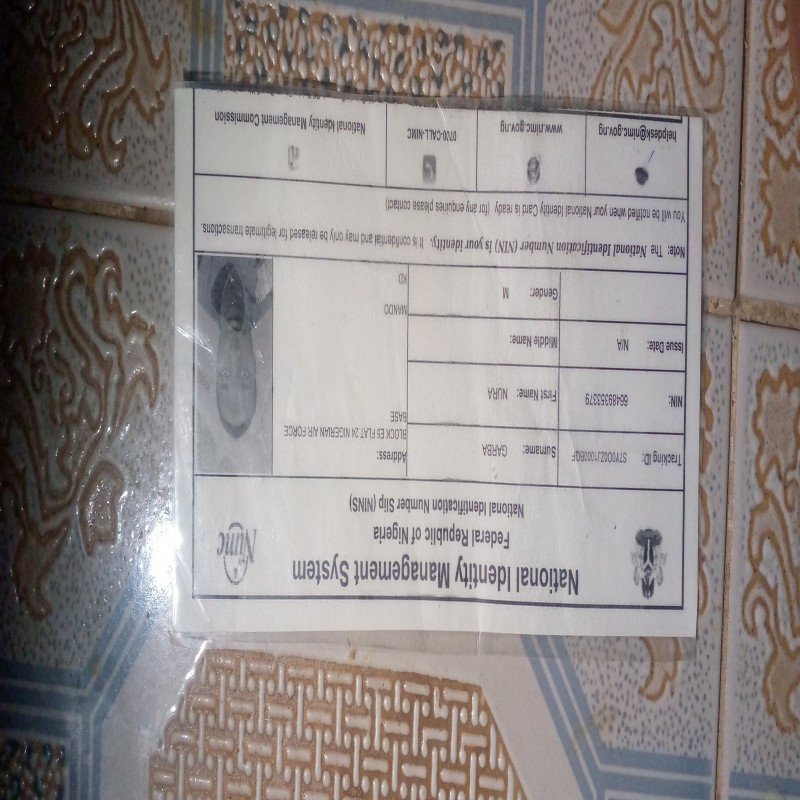 National Identity Management System
Federal Republic of Nigeria
National Identification Number Slip (NINS)
Nimc
Tracking ID: S7YO0ZJ1000BQF
Surname: GARBA
Address:
BLOCK E5 FLAT 24 NIGERIAN AIR FORCE
BASE
NIN: 66489353379
First Name: NURA
Issue Date: N/A
Middle Name:
MANDO
Gender: M
KD
Note: The National Identification Number (NIN) is your identity. It is confidential and may only be released for legitimate transactions.
You will be notified when your National Identity Card is ready (for any enquiries please contact)
helpdesk@nimc.gov.ng
www.nimc.gov.ng
0700-CALL-NIMC
National Identity Management Commission